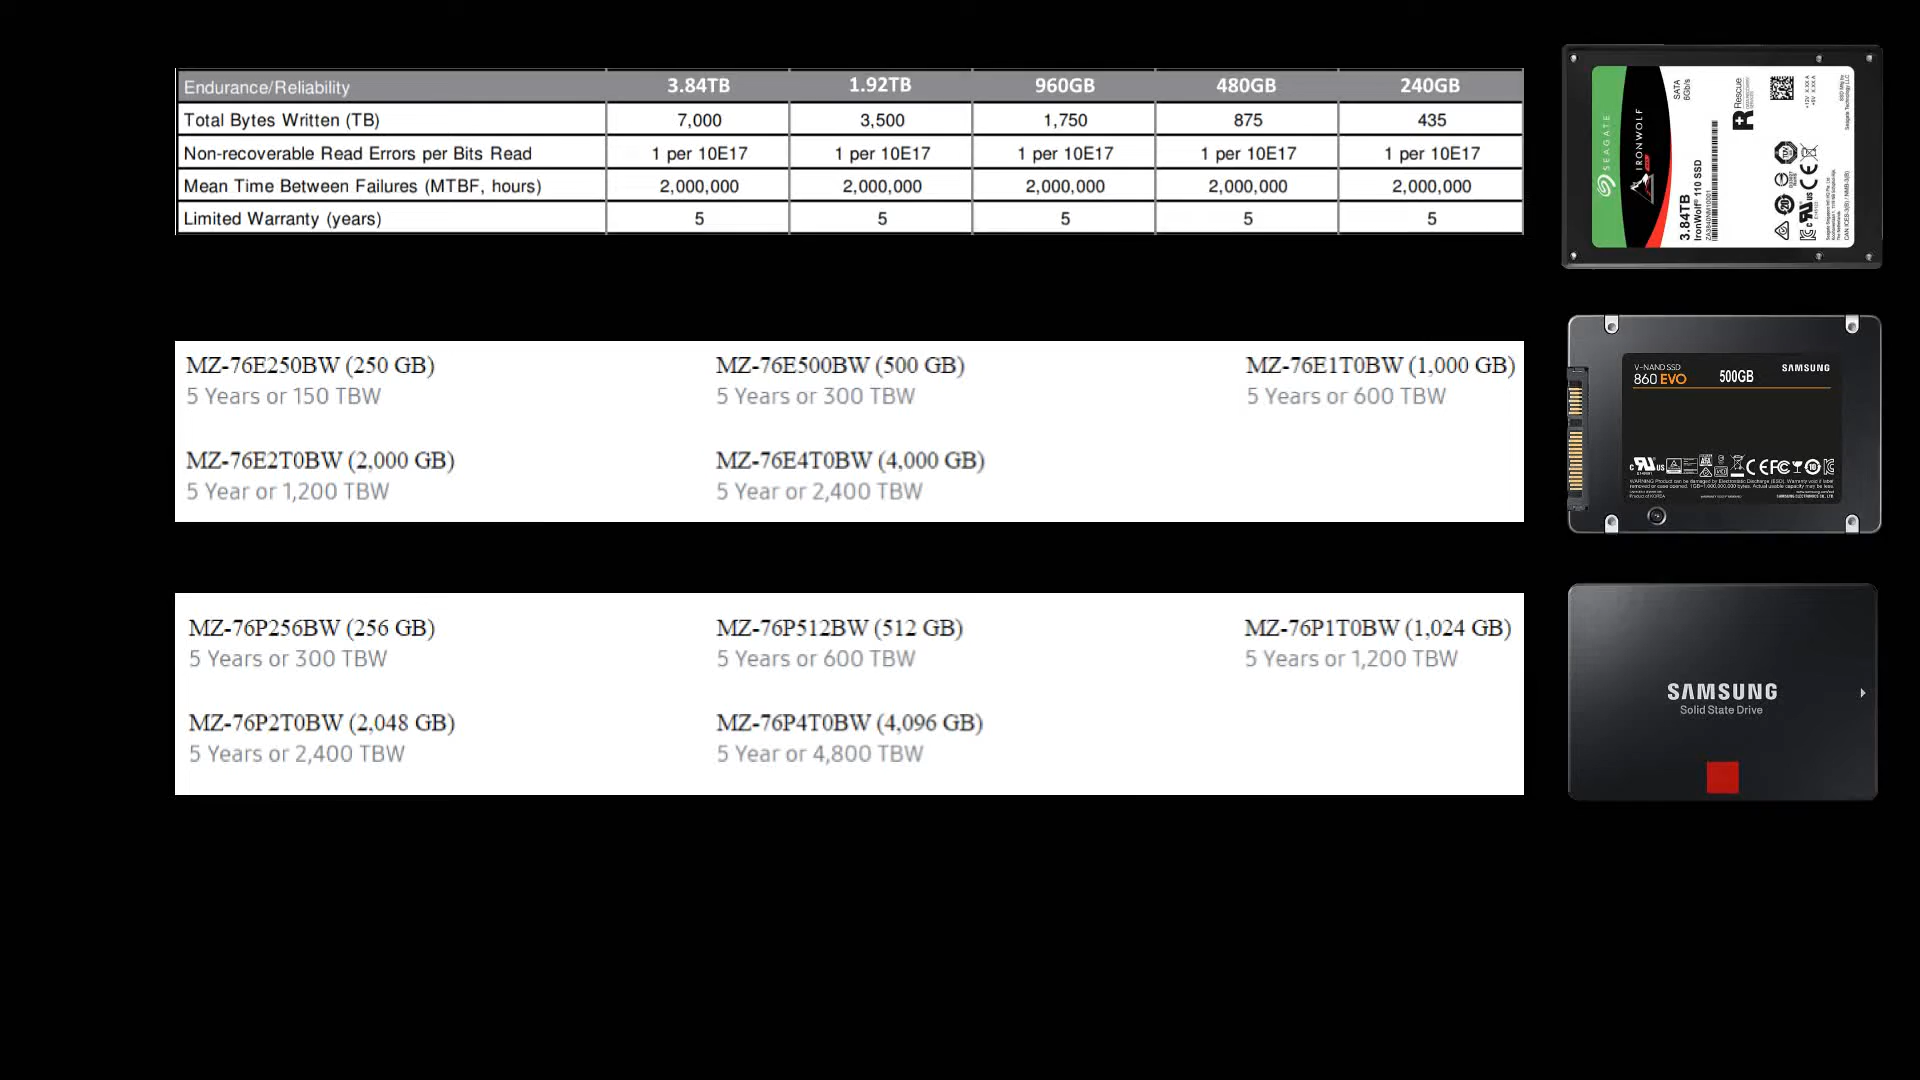 Endurance/Reliability 3.84TB 1.92TB 960GB 480GB 240GB
Total Bytes Written (TB) 7,000 3,500 1,750 875 435
Non-recoverable Read Errors per Bits Read 1 per 10E17 1 per 10E17 1 per 10E17 1 per 10E17 1 per 10E17
Mean Time Between Failures (MTBF, hours) 2,000,000 2,000,000 2,000,000 2,000,000 2,000,000
Limited Warranty (years) 5 5 5 5 5
SEAGATE
IRONWOLF
3.84TB
IronWolf® 110 SSD
SATA
6Gb/s
Rescue
MZ-76E250BW (250 GB) MZ-76E500BW (500 GB) MZ-76E1T0BW (1,000 GB)
5 Years or 150 TBW 5 Years or 300 TBW 5 Years or 600 TBW
MZ-76E2T0BW (2,000 GB) MZ-76E4T0BW (4,000 GB)
5 Year or 1,200 TBW 5 Year or 2,400 TBW
V-NAND SSD
860 EVO 500GB SAMSUNG
MZ-76P256BW (256 GB) MZ-76P512BW (512 GB) MZ-76P1T0BW (1,024 GB)
5 Years or 300 TBW 5 Years or 600 TBW 5 Years or 1,200 TBW
MZ-76P2T0BW (2,048 GB) MZ-76P4T0BW (4,096 GB)
5 Years or 2,400 TBW 5 Year or 4,800 TBW
SAMSUNG
Solid State Drive